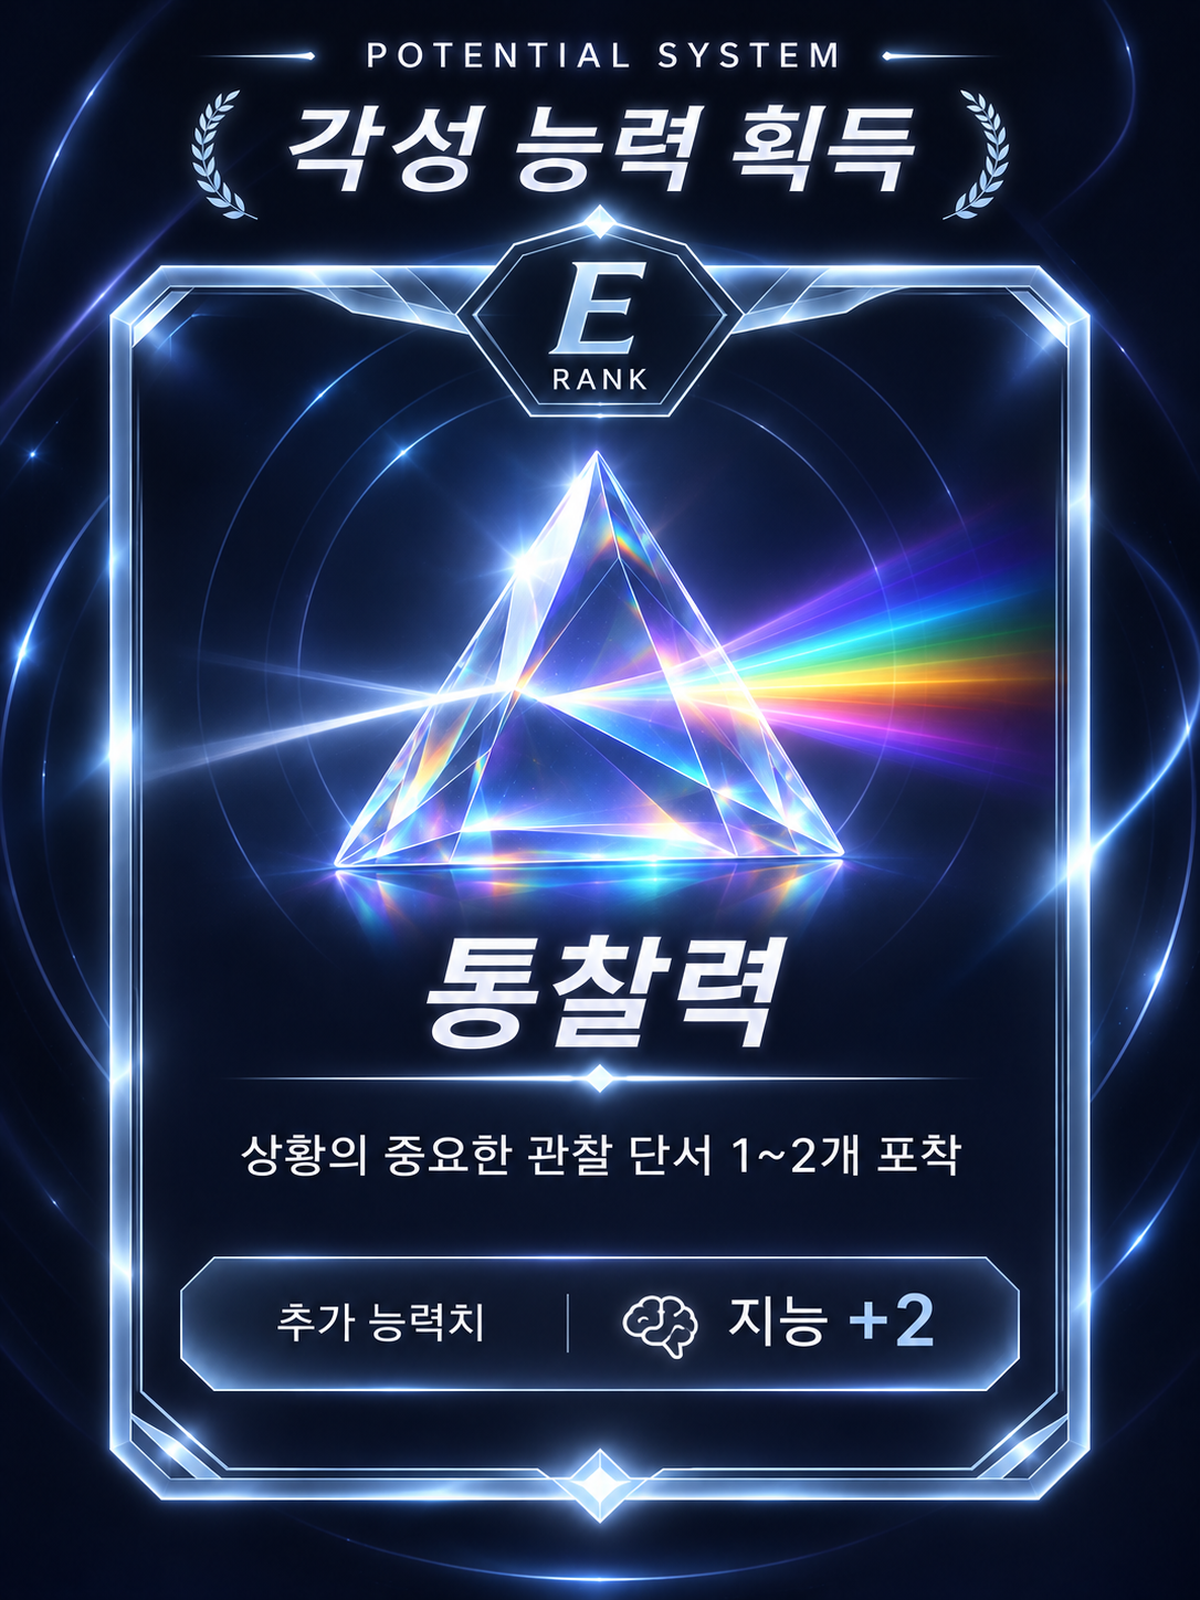 POTENTIAL SYSTEM
각성 능력 획득
E
RANK
통찰력
상황의 중요한 관찰 단서 1~2개 포착
추가 능력치 지능 +2